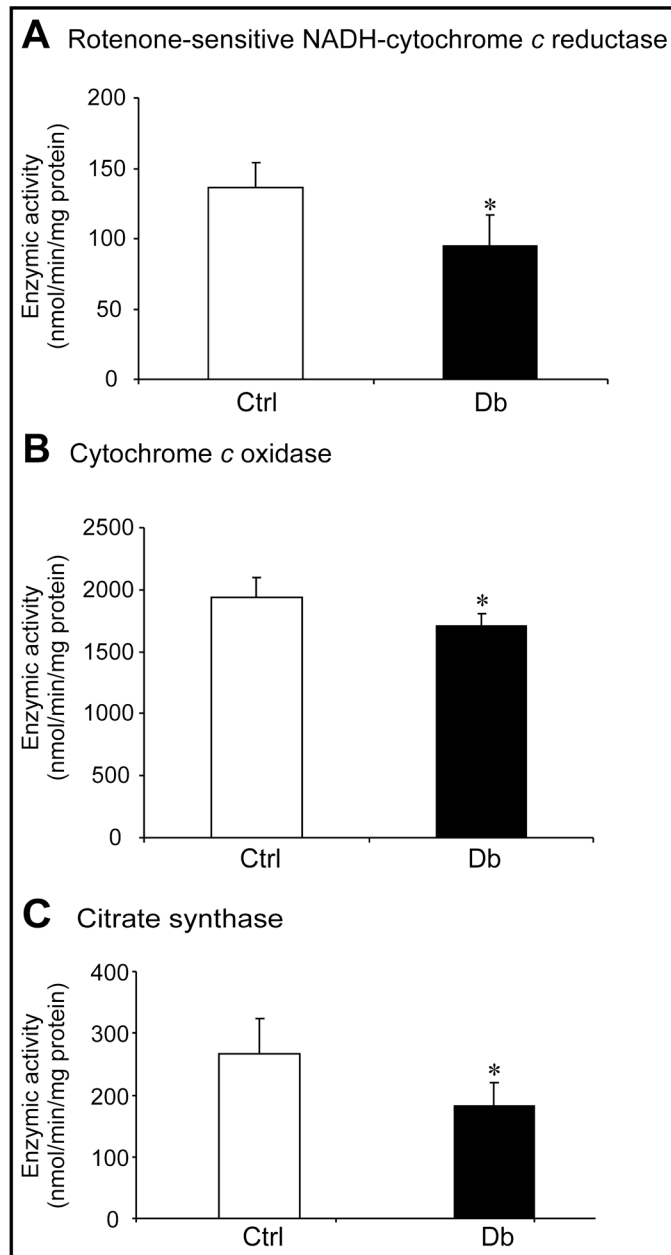 A Rotenone-sensitive NADH-cytochrome c reductase
Enzymic activity
(nmol/min/mg protein)
200
150
100
50
0
*
Ctrl
Db
B Cytochrome c oxidase
Enzymic activity
(nmol/min/mg protein)
2500
2000
1500
1000
500
0
*
Ctrl
Db
C Citrate synthase
Enzymic activity
(nmol/min/mg protein)
400
300
200
100
0
*
Ctrl
Db